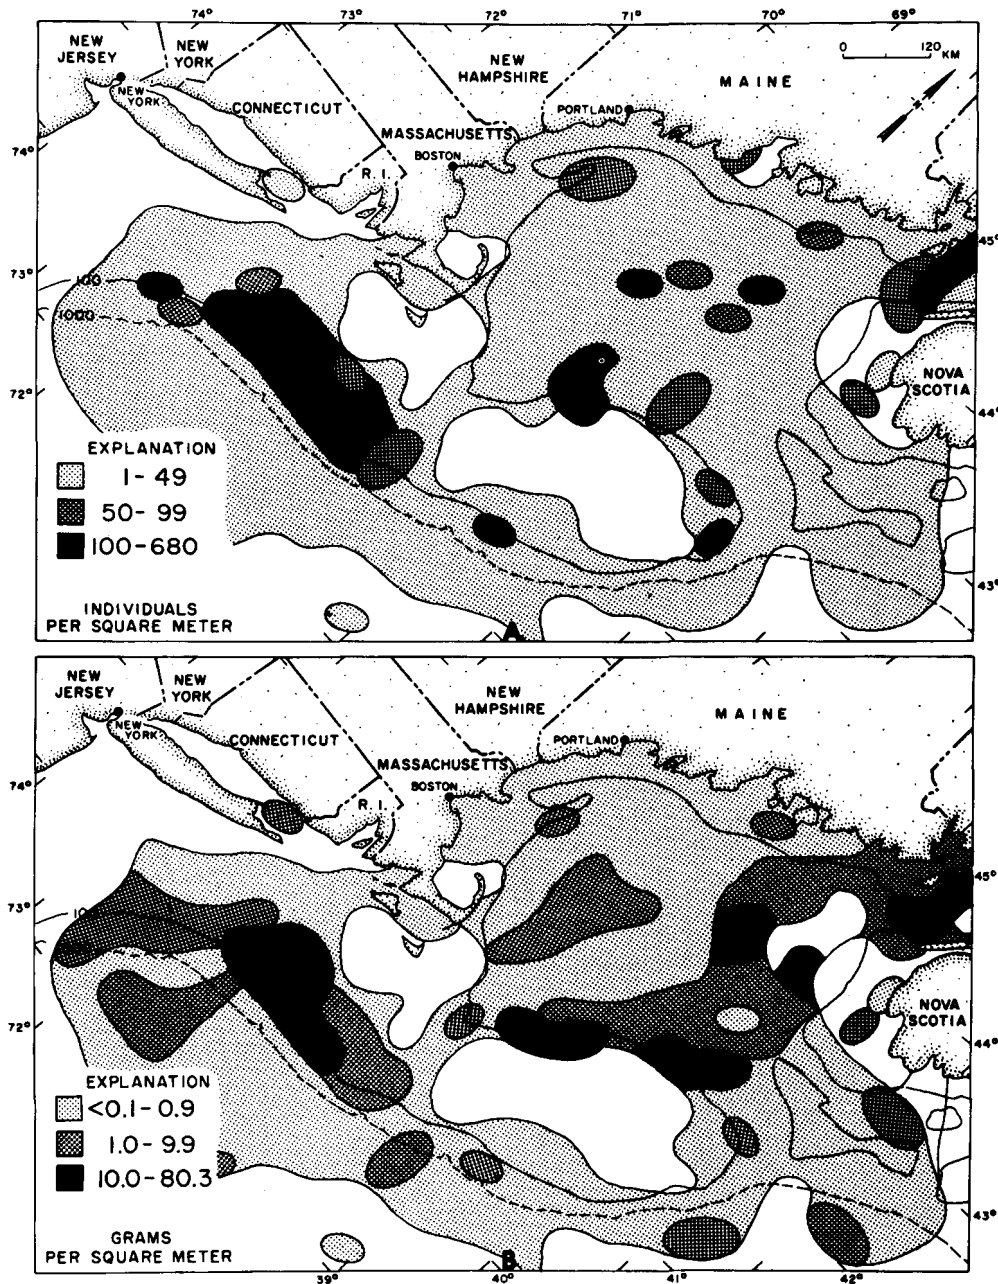 74° 73° 72° 71° 70° 69°
NEW
JERSEY
NEW
YORK
NEW
YORK
CONNECTICUT
NEW
HAMPSHIRE
MAINE
0 120 KM
PORTLAND
MASSACHUSETTS
BOSTON
R. I.
74°
73°
72°
100
1000
45°
44°
43°
NOVA
SCOTIA
EXPLANATION
1-49
50-99
100-680
INDIVIDUALS
PER SQUARE METER
A
NEW
JERSEY
NEW
YORK
NEW
YORK
CONNECTICUT
NEW
HAMPSHIRE
MAINE
PORTLAND
MASSACHUSETTS
BOSTON
R. I.
74°
73°
72°
45°
44°
43°
NOVA
SCOTIA
EXPLANATION
<0.1-0.9
1.0-9.9
10.0-80.3
GRAMS
PER SQUARE METER
B
39° 40° 41° 42°